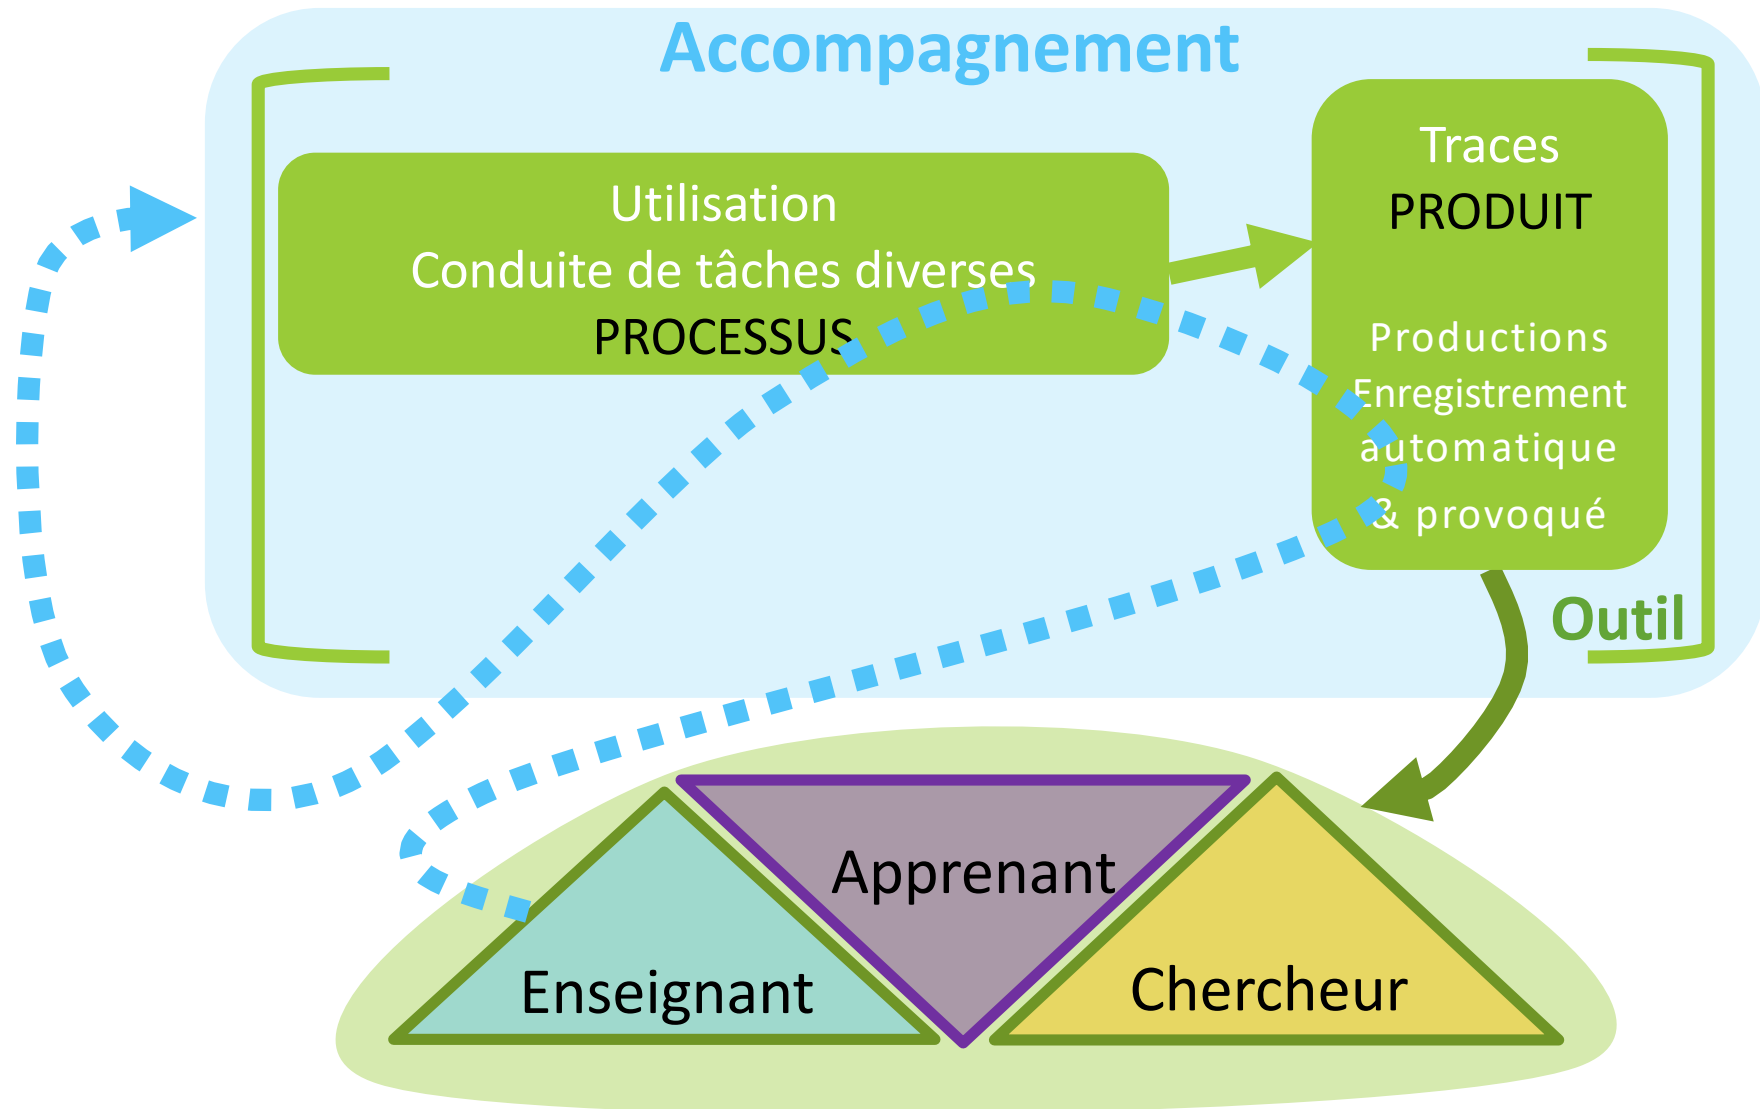 Accompagnement
Utilisation
Conduite de tâches diverses
PROCESSUS
Traces
PRODUIT
Productions
Enregistrement
automatique
& provoqué
Outil
Apprenant
Enseignant
Chercheur